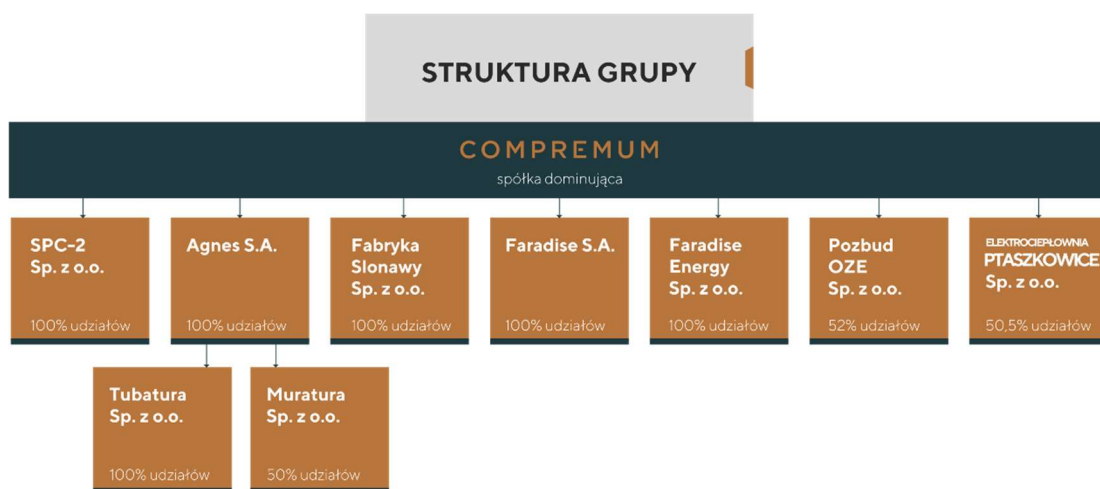 STRUKTURA GRUPY
COMPREMUM
spółka dominująca
SPC-2
Sp. z o.o.
100% udziałów
Agnes S.A.
100% udziałów
Fabryka
Slonawy
Sp. z o.o.
100% udziałów
Faradise S.A.
100% udziałów
Faradise
Energy
Sp. z o.o.
100% udziałów
Pozbud
OZE
Sp. z o.o.
52% udziałów
ELEKTROCIEPŁOWNIA
PTASZKOWICE
Sp. z o.o.
50,5% udziałów
Tubatura
Sp. z o.o.
100% udziałów
Muratura
Sp. z o.o.
50% udziałów